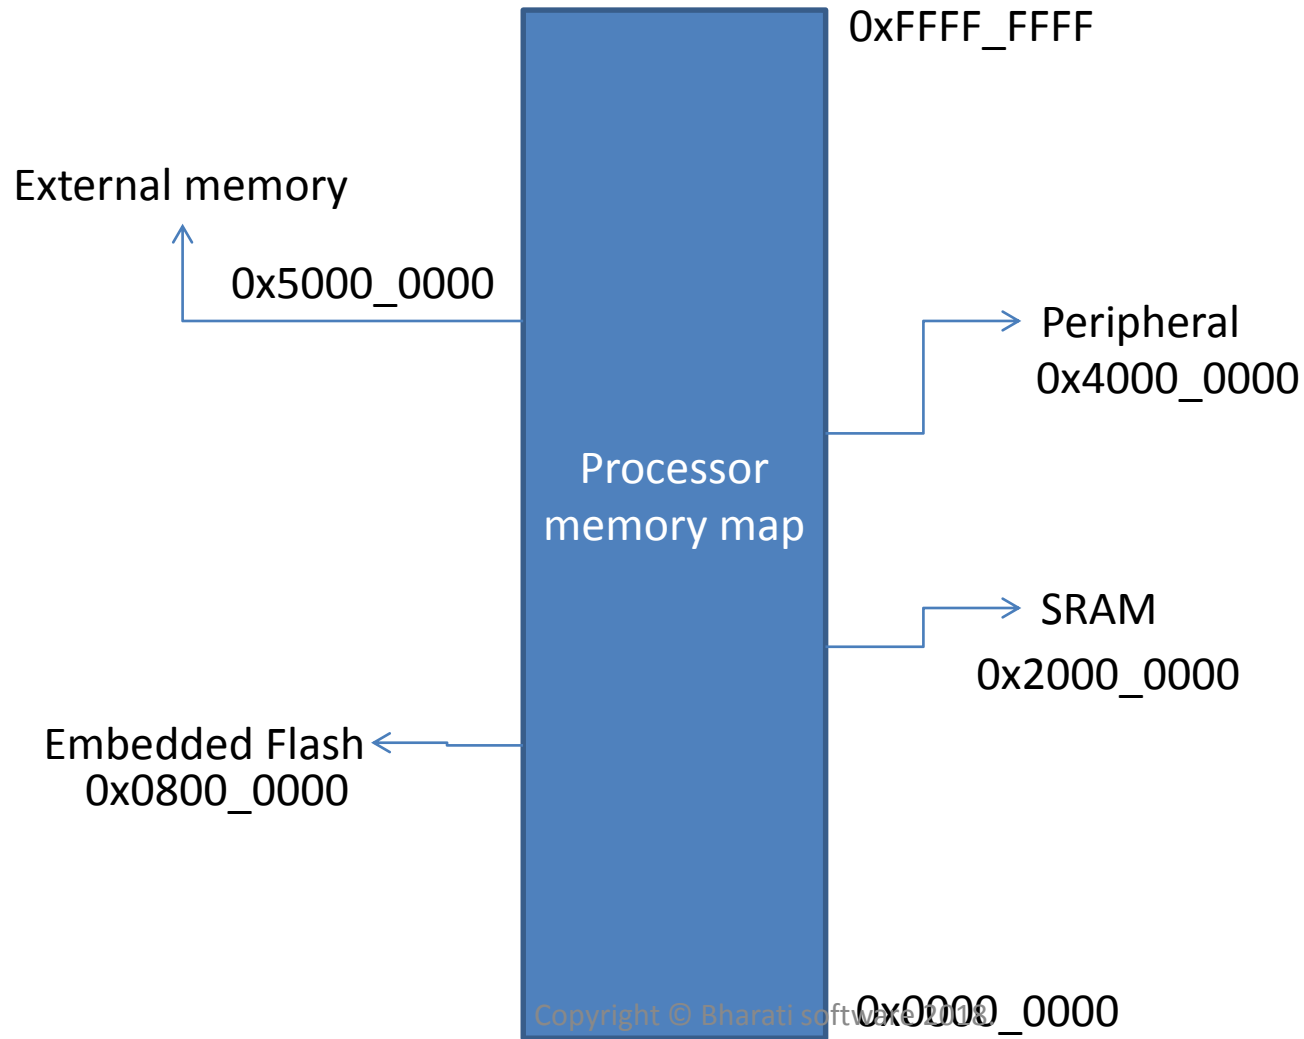 0xFFFF_FFFF
External memory
0x5000_0000
Peripheral
0x4000_0000
Processor
memory map
SRAM
0x2000_0000
Embedded Flash
0x0800_0000
Copyright © Bharati software 2018.
0x0000_0000